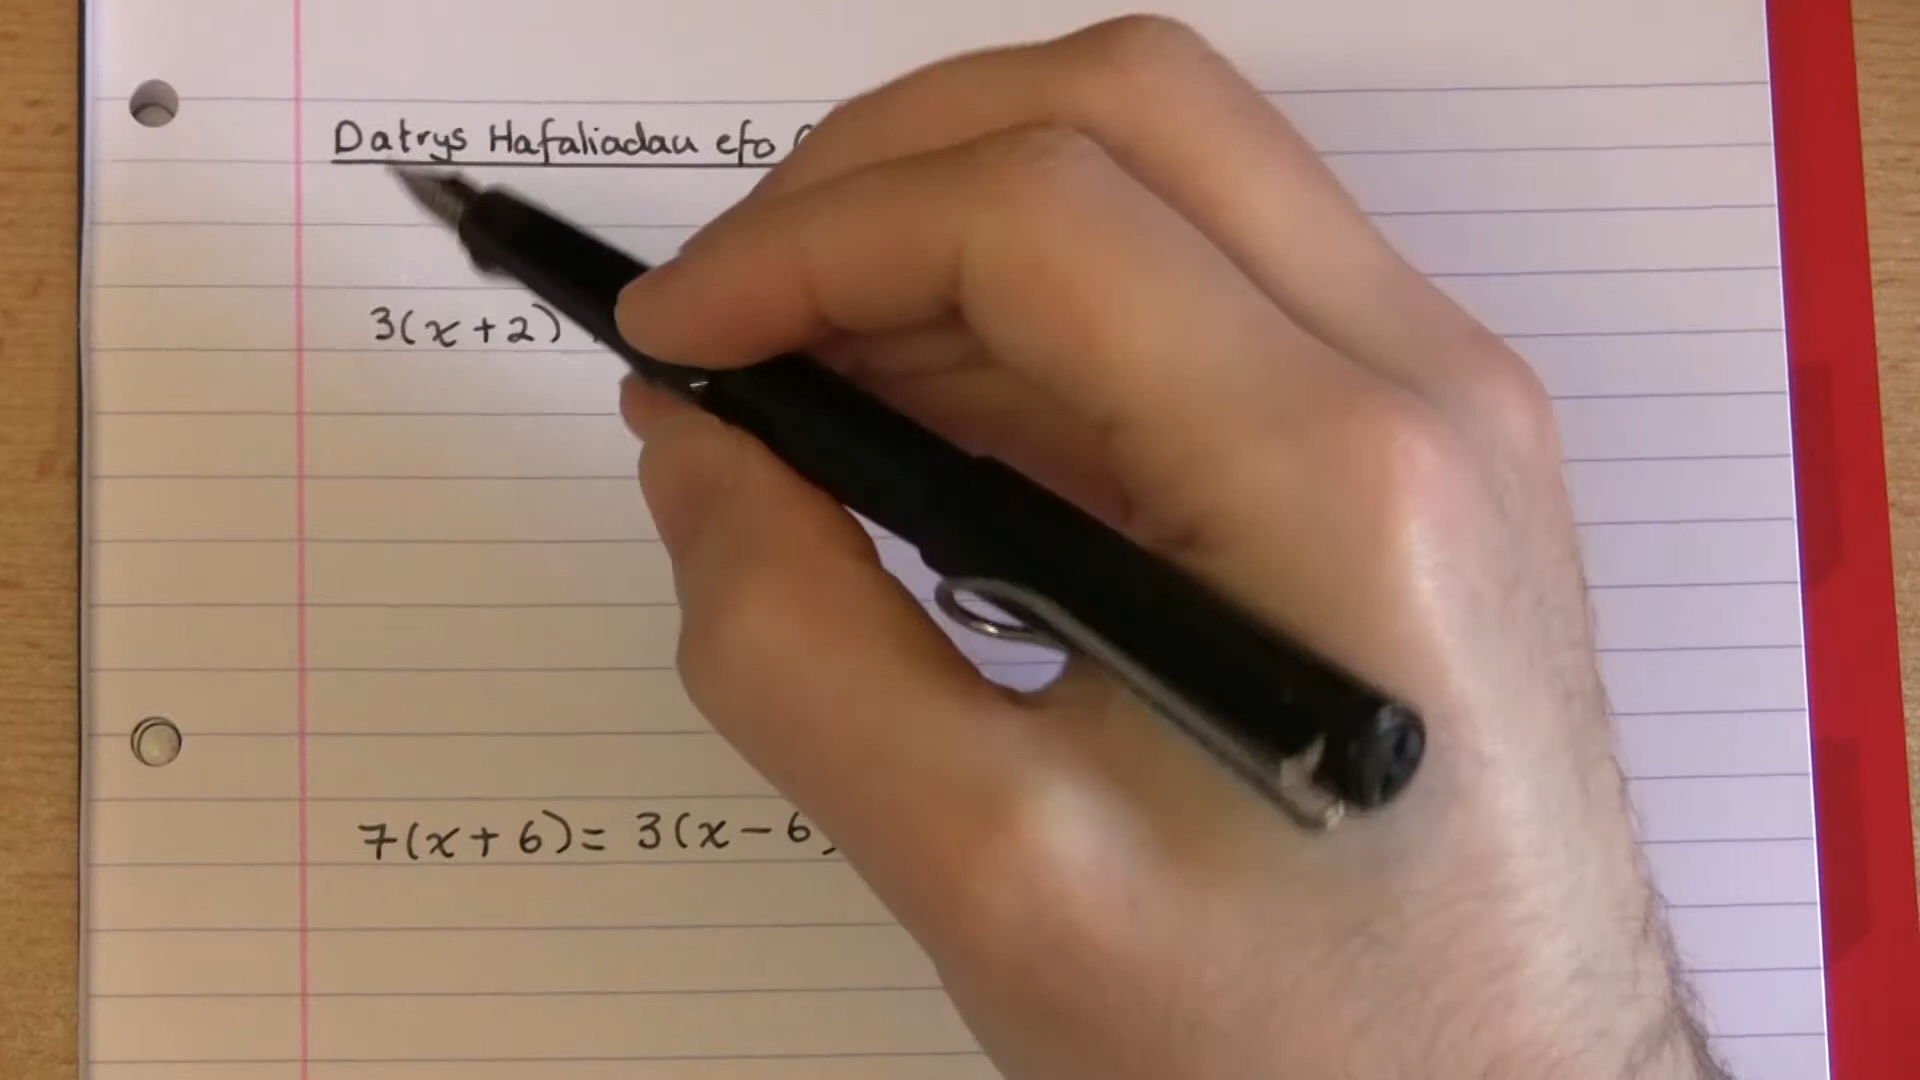 Datrys Hafaliadau efo
3(x+2)
7(x+6)= 3(x-6)